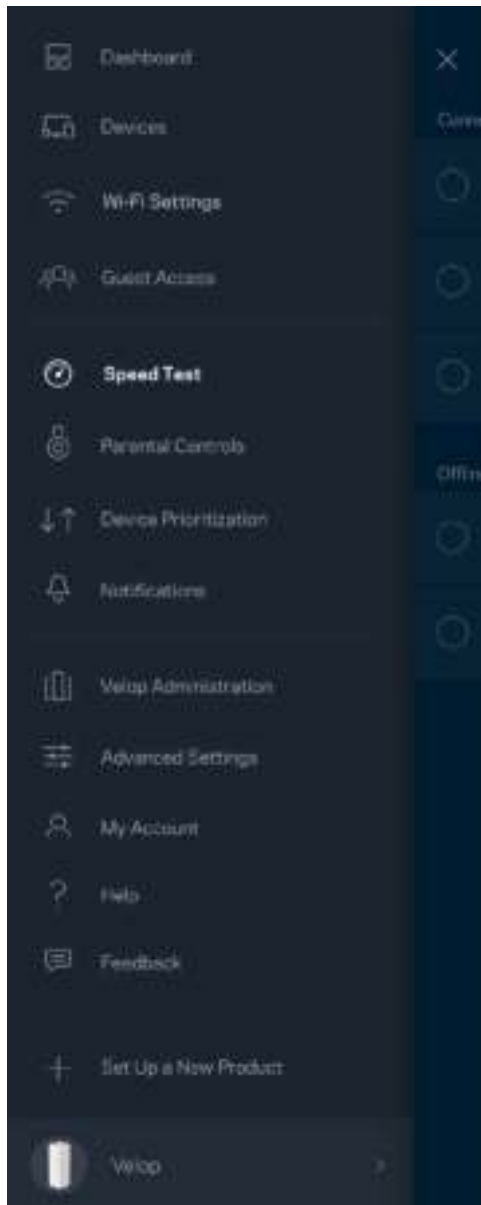 Dashboard
Devices
Wi-Fi Settings
Guest Access
Speed Test
Parental Controls
Device Prioritization
Notifications
Velop Administration
Advanced Settings
My Account
? Help
Feedback
Set Up a New Product
Velop